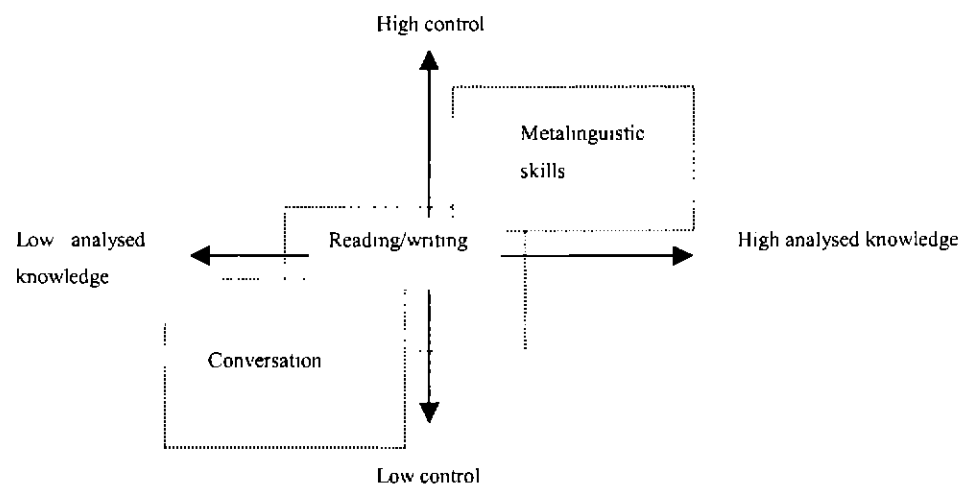 High control
Metalinguistic
skills
Low analysed
knowledge
Reading/writing
High analysed knowledge
Conversation
Low control